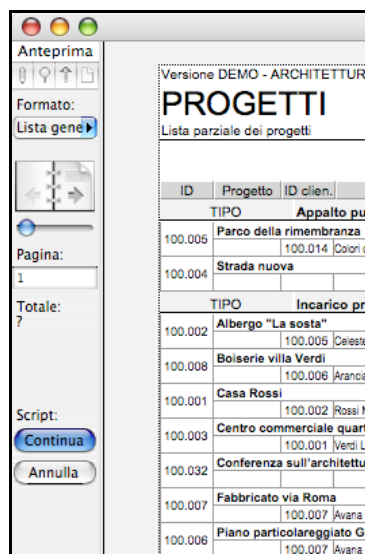 Anteprima
Formato:
Lista gene
Pagina:
1
Totale:
?
Script:
Continua
Annulla
Versione DEMO - ARCHITETTUR
PROGETTI
Lista parziale dei progetti
ID Progetto ID clien.
TIPO Appalto pu
100.005 Parco della rimembranza
100.014 Colori d
100.004 Strada nuova
TIPO Incarico pr
100.002 Albergo "La sosta"
100.005 Celeste
100.008 Boiserie villa Verdi
100.006 Arancia
100.001 Casa Rossi
100.002 Rossi M
100.003 Centro commerciale quart
100.001 Verdi L
100.032 Conferenza sull'architettu
100.007 Fabbricato via Roma
100.007 Avana
100.006 Piano particolareggiato G
100.007 Avana